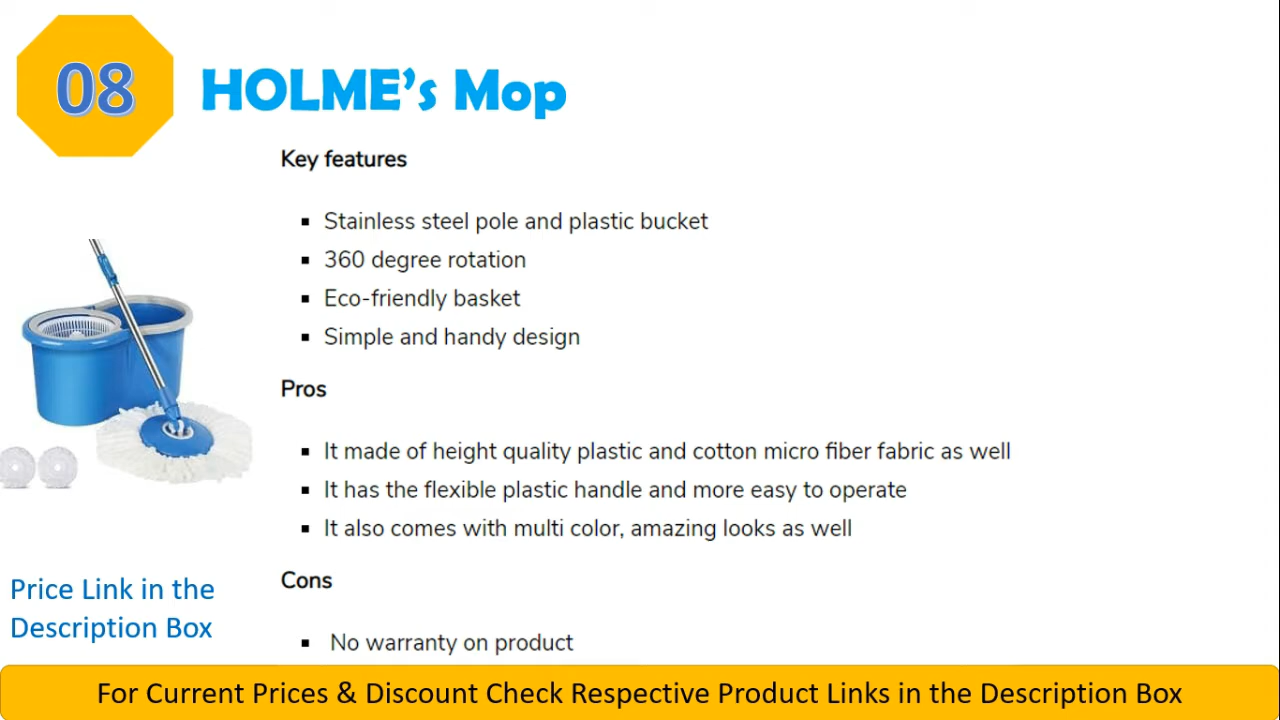 08
HOLME's Mop
Key features
Stainless steel pole and plastic bucket
360 degree rotation
Eco-friendly basket
Simple and handy design
Pros
It made of height quality plastic and cotton micro fiber fabric as well
It has the flexible plastic handle and more easy to operate
It also comes with multi color, amazing looks as well
Cons
No warranty on product
Price Link in the
Description Box
For Current Prices & Discount Check Respective Product Links in the Description Box